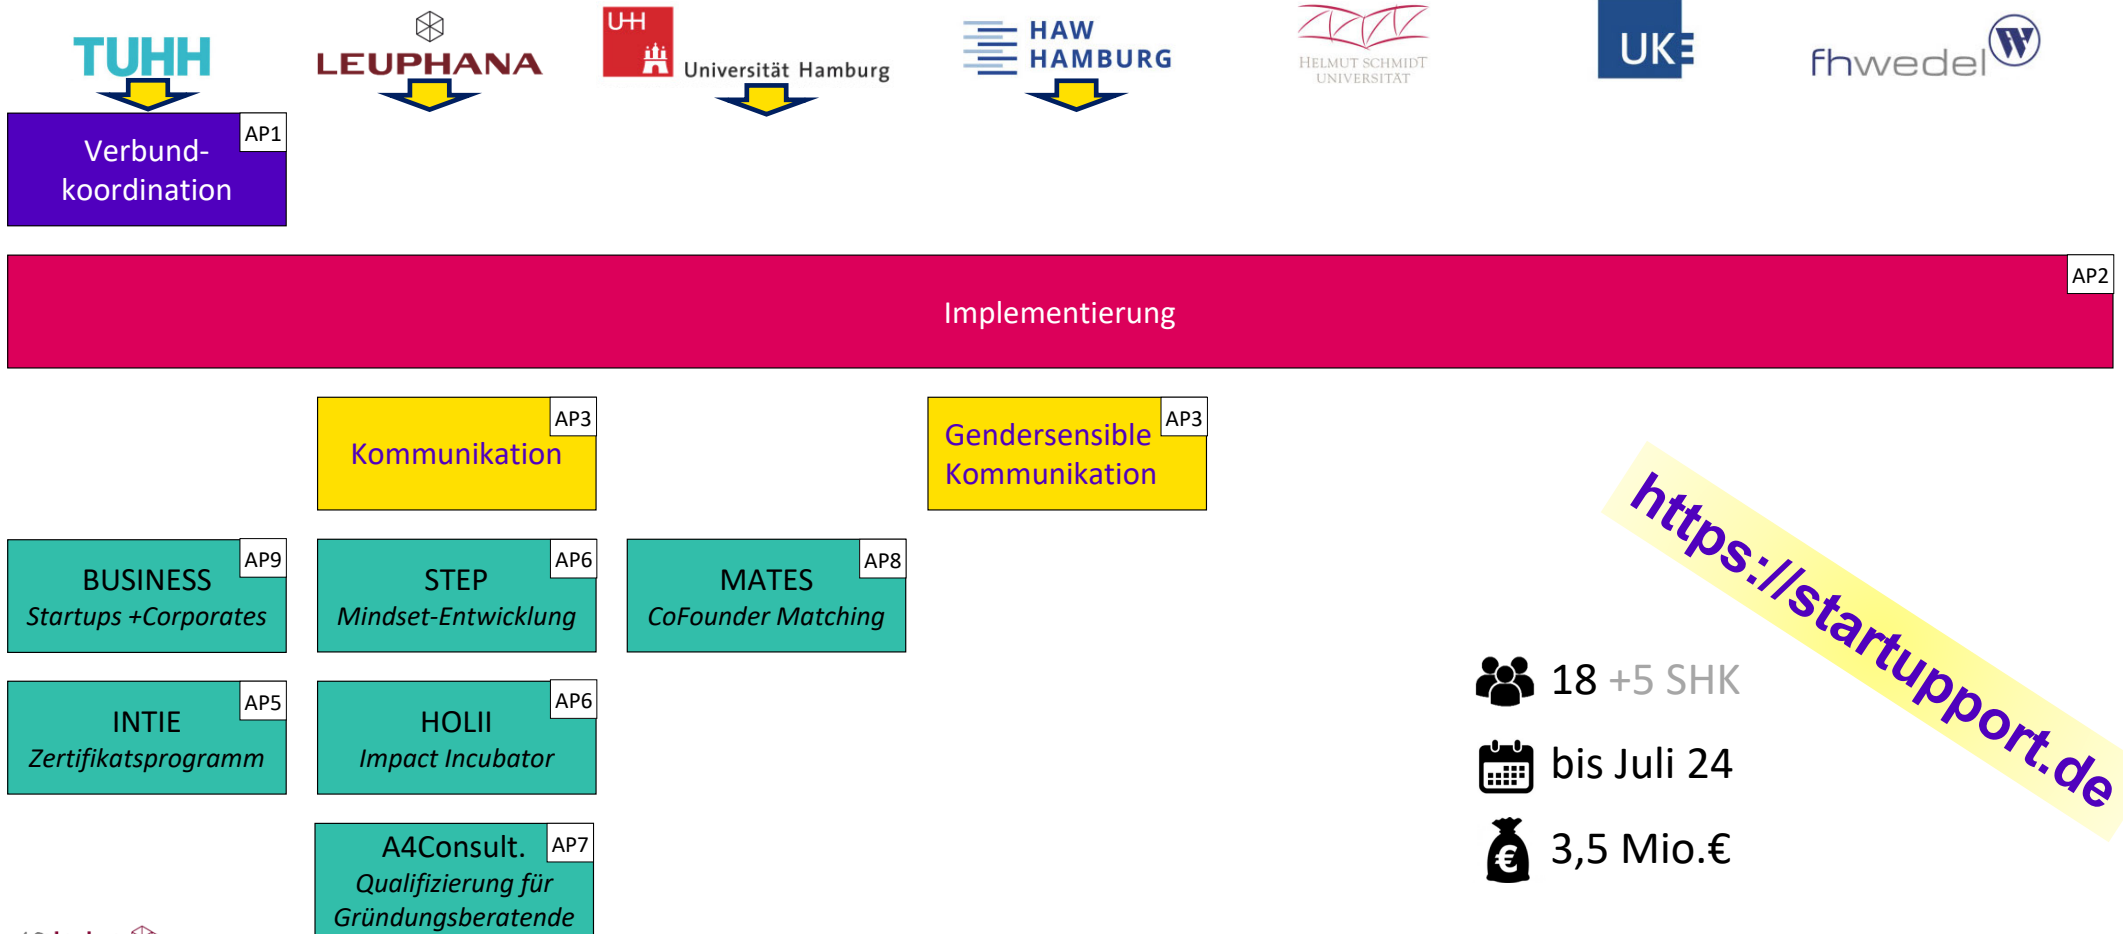 TUHH
LEUPHANA
UHH
Universität Hamburg
HAW
HAMBURG
HELMUT SCHMIDT
UNIVERSITÄT
UKE
fhwedel
W
AP1
Verbund-
koordination
AP2
Implementierung
AP3
Kommunikation
AP3
Gendersensible
Kommunikation
AP9
BUSINESS
Startups +Corporates
AP6
STEP
Mindset-Entwicklung
AP8
MATES
CoFounder Matching
AP5
INTIE
Zertifikatsprogramm
AP6
HOLII
Impact Incubator
AP7
A4Consult.
Qualifizierung für
Gründungsberatende
https://startupport.de
18 +5 SHK
bis Juli 24
€
3,5 Mio.€